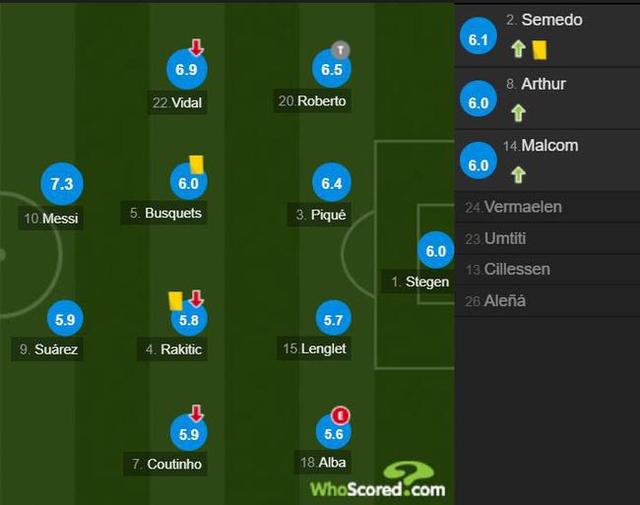 6.9
22.Vidal
T
6.5
20.Roberto
7.3
10.Messi
6.0
5. Busquets
6.4
3. Piqué
6.0
1. Stegen
5.9
9. Suárez
5.8
4. Rakitic
5.7
15.Lenglet
5.9
7. Coutinho
E
5.6
18.Alba
WhoScored.com
6.1
2. Semedo
6.0
8. Arthur
6.0
14.Malcom
24.Vermaelen
23.Umtiti
13.Cillessen
26.Aleñá